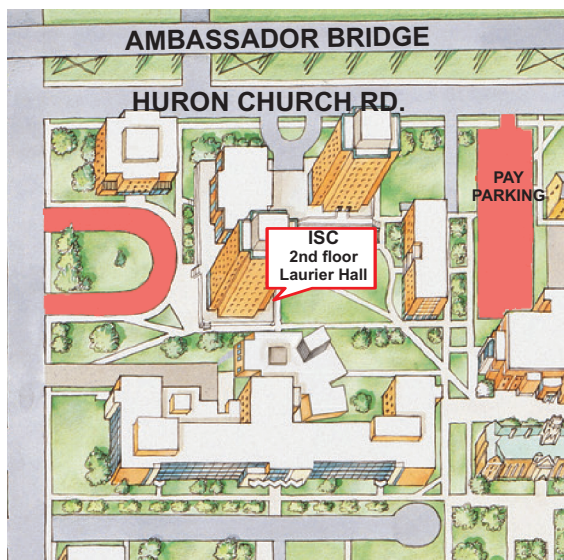 AMBASSADOR BRIDGE
HURON CHURCH RD.
PAY
PARKING
ISC
2nd floor
Laurier Hall